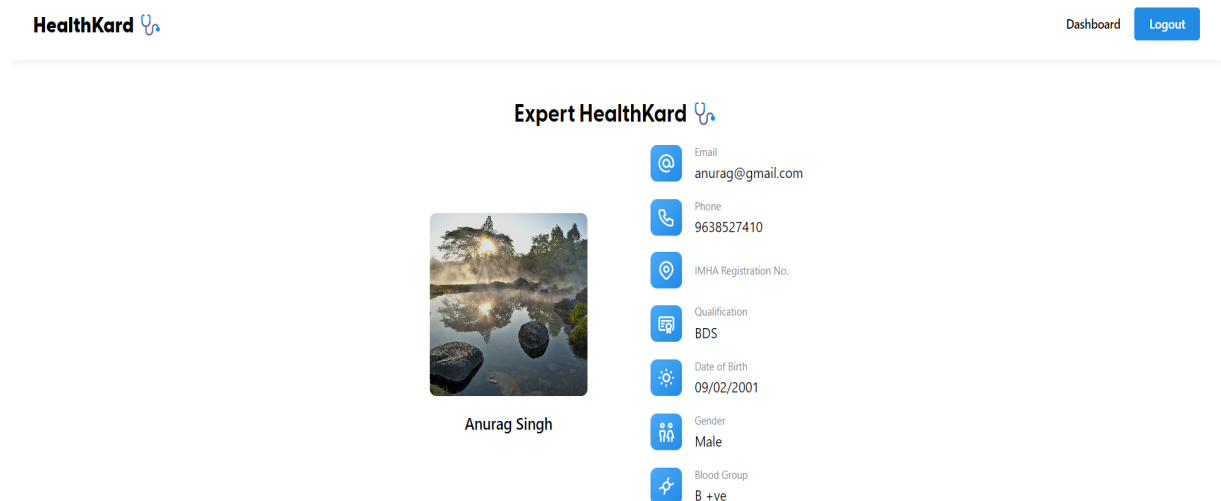 HealthKard
Dashboard
Logout
Expert HealthKard
Email
anurag@gmail.com
Phone
9638527410
IMHA Registration No.
Qualification
BDS
Date of Birth
09/02/2001
Gender
Male
Blood Group
B +ve
Anurag Singh